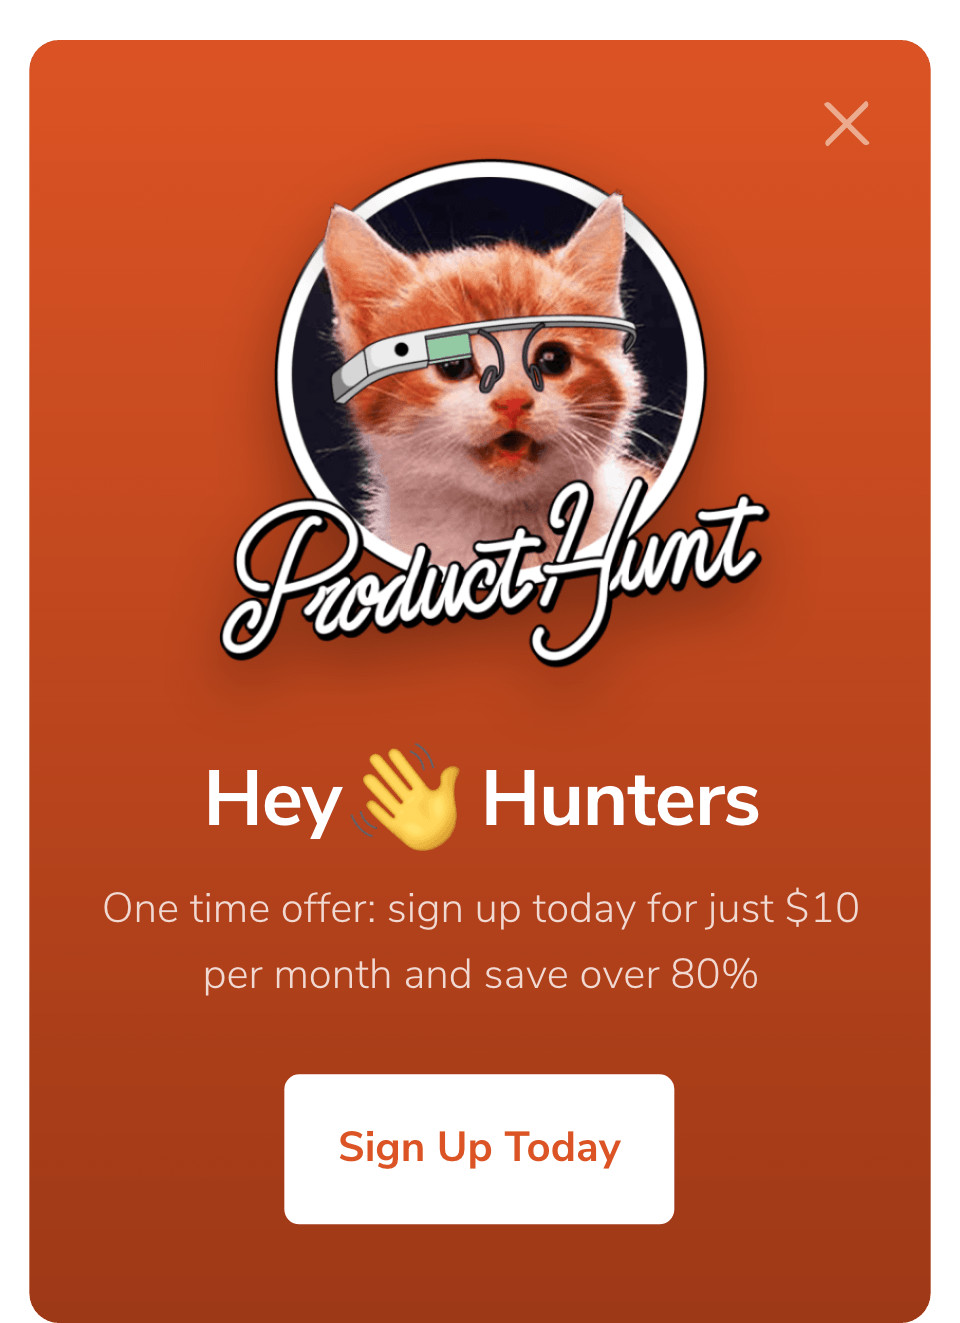 Product Hunt
Hey 👋 Hunters
One time offer: sign up today for just $10
per month and save over 80%
Sign Up Today